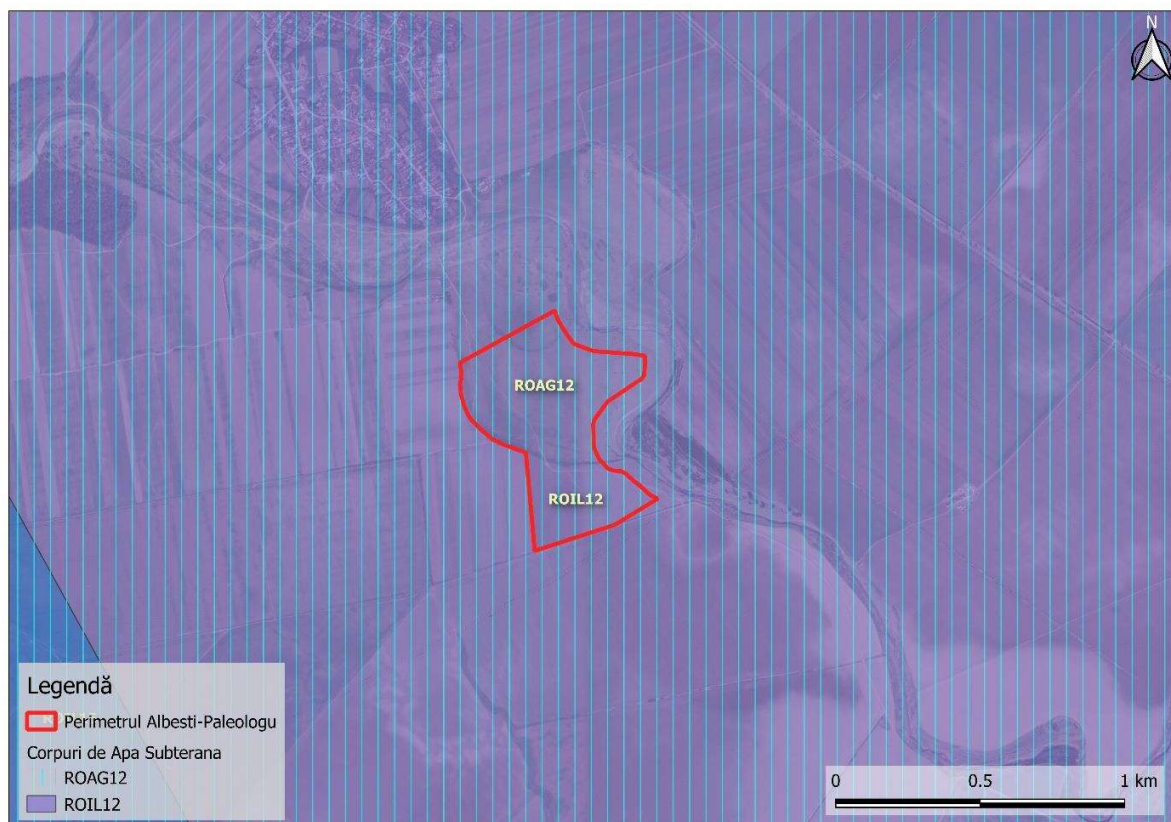 N
ROAG12
ROIL12
Legendă
Perimetrul Albesti-Paleologu
Corpuri de Apa Subterana
ROAG12
ROIL12
0 0.5 1 km